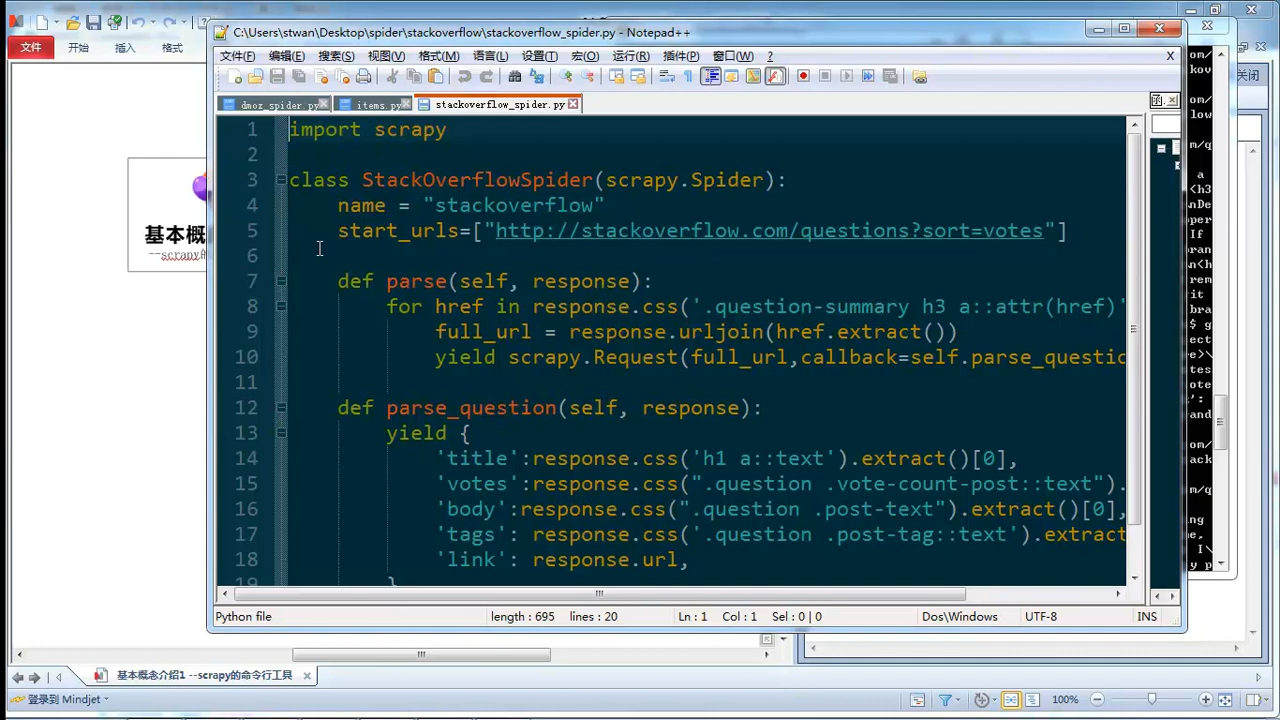 C:\Users\stwan\Desktop\spider\stackoverflow\stackoverflow_spider.py - Notepad++
文件 开始 插入 格式
文件(F) 编辑(E) 搜索(S) 视图(V) 格式(M) 语言(L) 设置(T) 宏(O) 运行(R) 插件(P) 窗口(W) ? X
dmoz_spider.py items.py stackoverflow_spider.py
关闭
1 import scrapy
2
3 class StackOverflowSpider(scrapy.Spider):
4 name = "stackoverflow"
5 start_urls=["http://stackoverflow.com/questions?sort=votes"]
6
7 def parse(self, response):
8 for href in response.css('.question-summary h3 a::attr(href)'
9 full_url = response.urljoin(href.extract())
10 yield scrapy.Request(full_url,callback=self.parse_questic
11
12 def parse_question(self, response):
13 yield {
14 'title':response.css('h1 a::text').extract()[0],
15 'votes':response.css(".question .vote-count-post::text").
16 'body':response.css(".question .post-text").extract()[0],
17 'tags': response.css('.question .post-tag::text').extract
18 'link': response.url,
19 }
基本概
--scrapy的
Python file length : 695 lines : 20 Ln : 1 Col : 1 Sel : 0 | 0 Dos\Windows UTF-8 INS
基本概念介绍1 --scrapy的命令行工具
登录到 Mindjet 100%